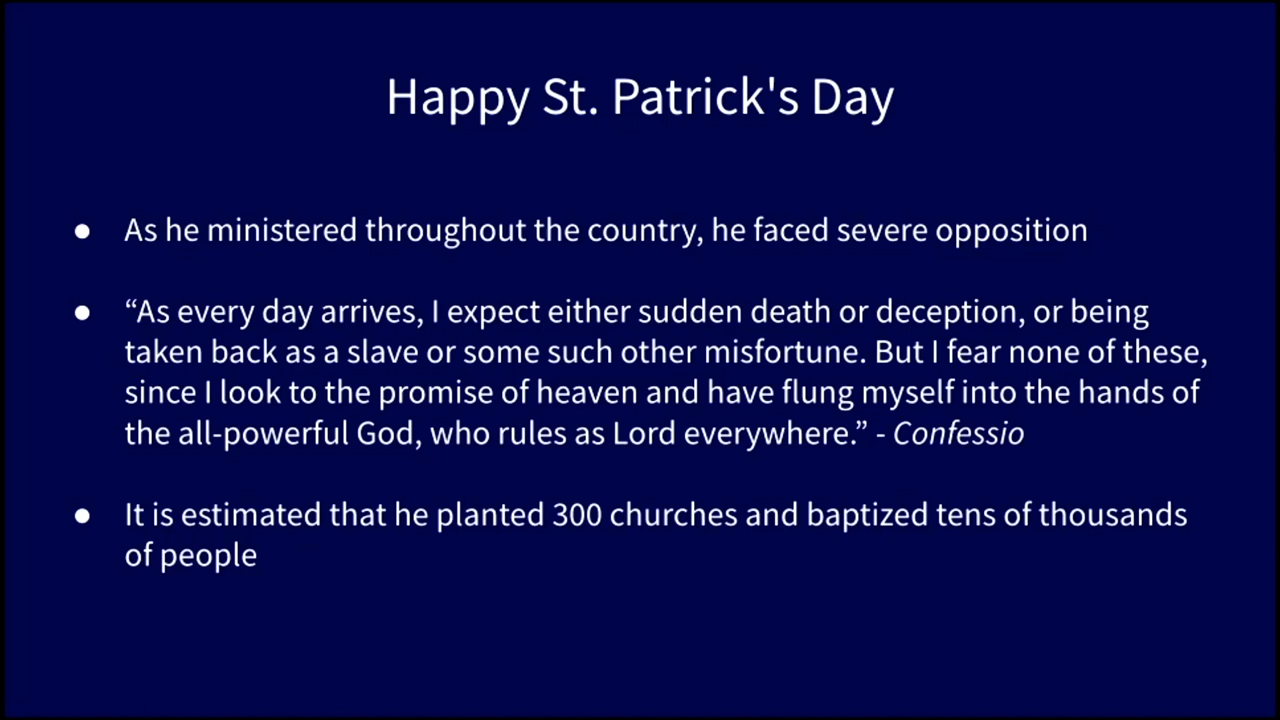 Happy St. Patrick's Day
● As he ministered throughout the country, he faced severe opposition
● “As every day arrives, I expect either sudden death or deception, or being
taken back as a slave or some such other misfortune. But I fear none of these,
since I look to the promise of heaven and have flung myself into the hands of
the all-powerful God, who rules as Lord everywhere.” - Confessio
● It is estimated that he planted 300 churches and baptized tens of thousands
of people